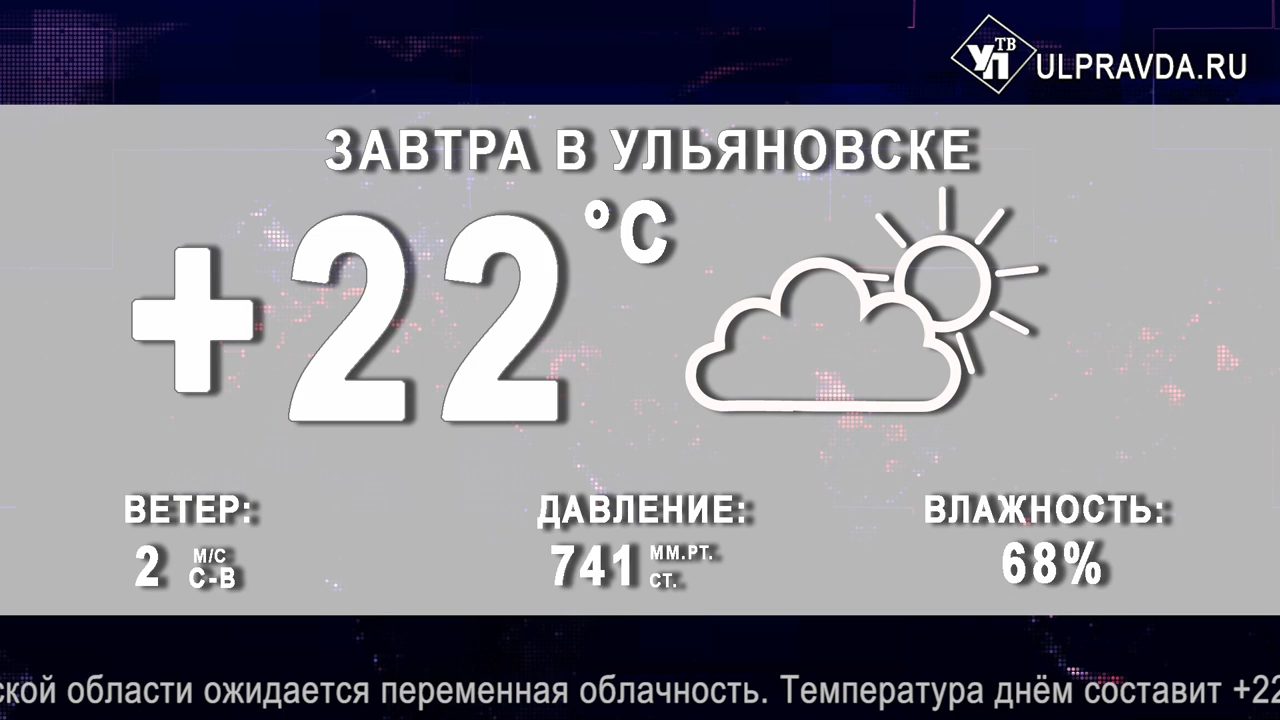 УП ТВ
ULPRAVDA.RU
ЗАВТРА В УЛЬЯНОВСКЕ
+22 °C
ВЕТЕР:
2 М/С
С-В
ДАВЛЕНИЕ:
741 ММ.РТ.
СТ.
ВЛАЖНОСТЬ:
68%
ской области ожидается переменная облачность. Температура днём составит +22